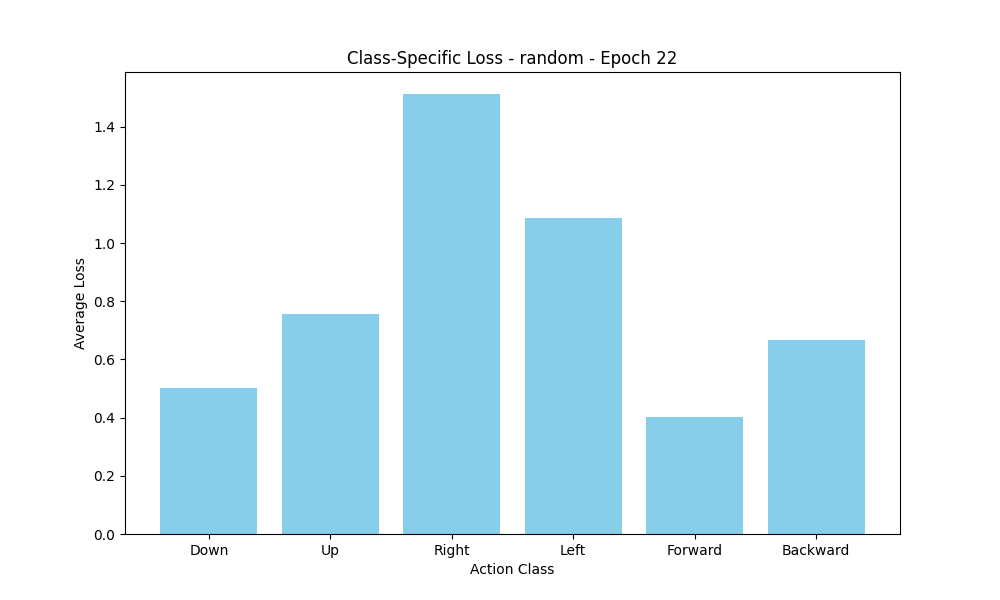 Class-Specific Loss - random - Epoch 22
Average Loss
1.4
1.2
1.0
0.8
0.6
0.4
0.2
0.0
Down Up Right Left Forward Backward
Action Class